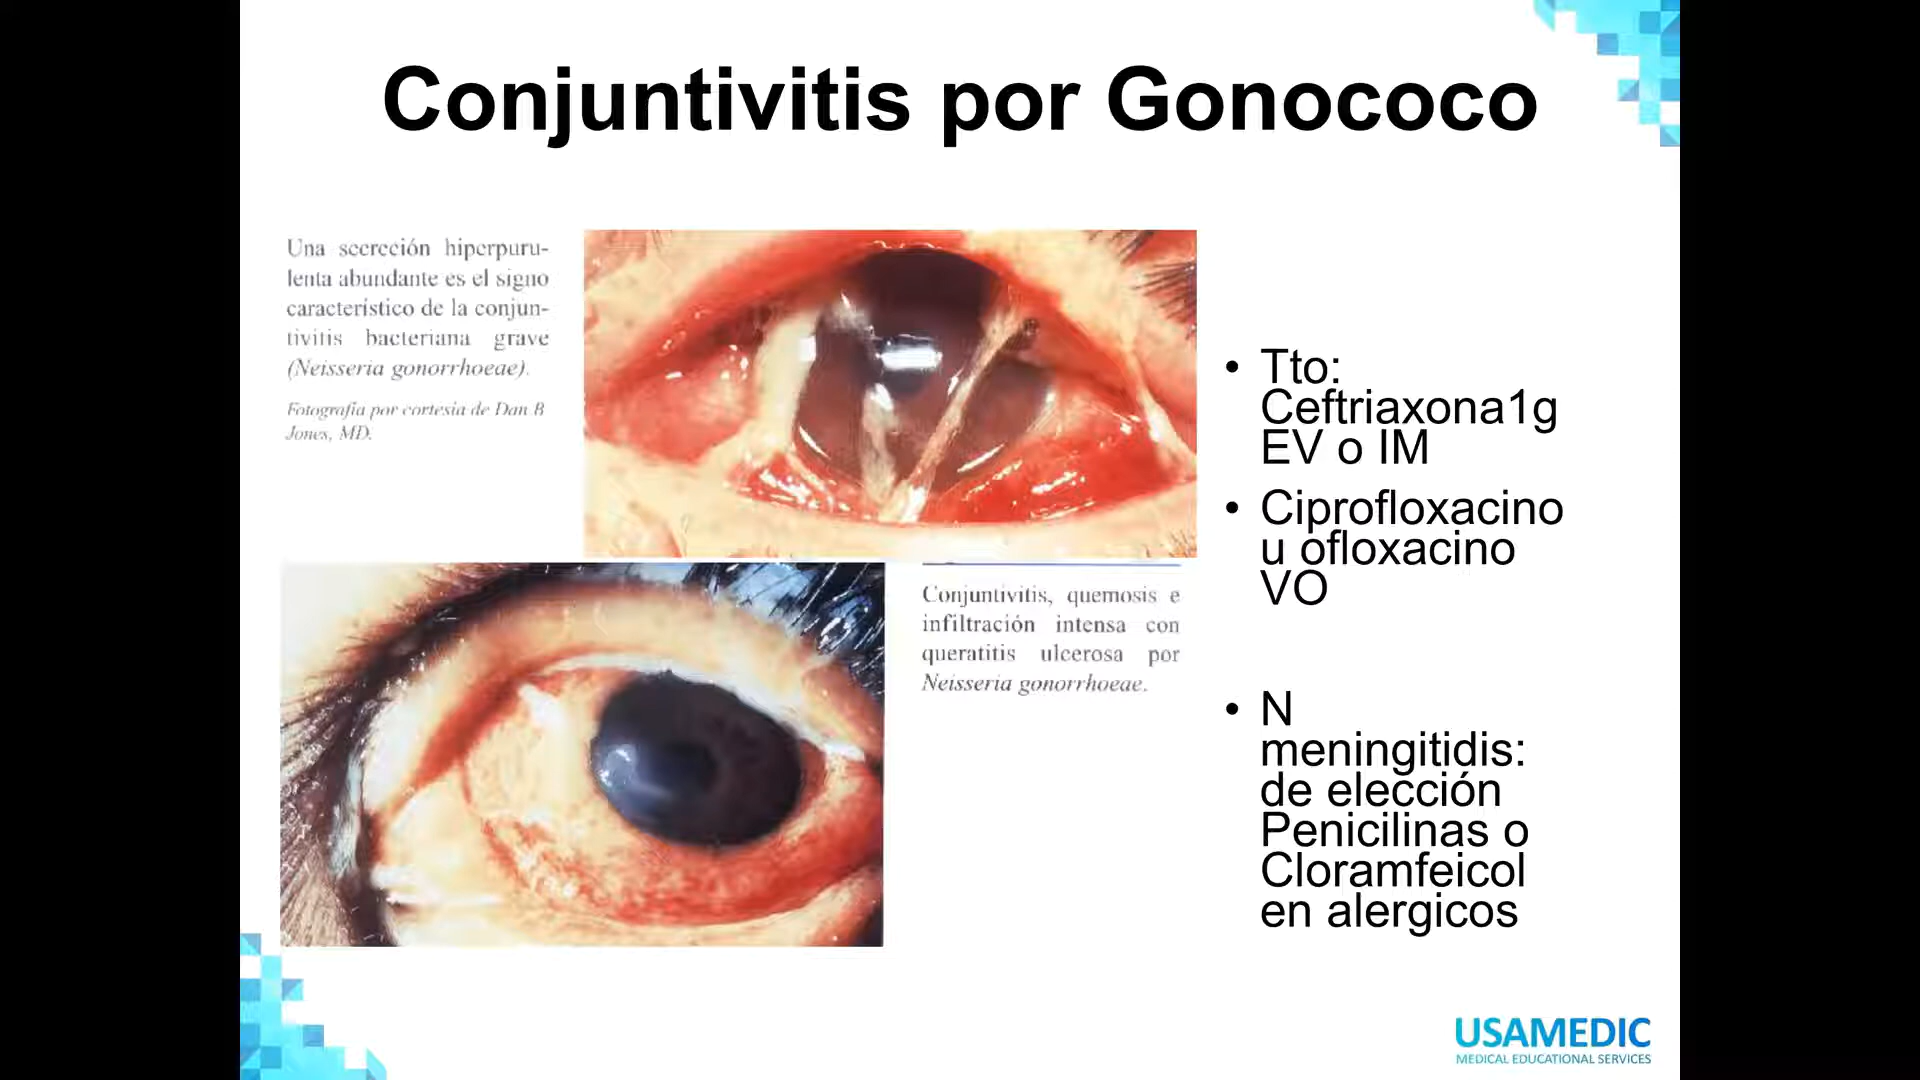 Conjuntivitis por Gonococo
Una secreción hiperpuru-
lenta abundante es el signo
característico de la conjun-
tivitis bacteriana grave
(Neisseria gonorrhoeae).
Fotografía por cortesía de Dan B
Jones, MD.
Conjuntivitis, quemosis e
infiltración intensa con
queratitis ulcerosa por
Neisseria gonorrhoeae.
• Tto:
Ceftriaxona1g
EV o IM
• Ciprofloxacino
u ofloxacino
VO
• N
meningitidis:
de elección
Penicilinas o
Cloramfeicol
en alergicos
USAMEDIC
MEDICAL EDUCATIONAL SERVICES